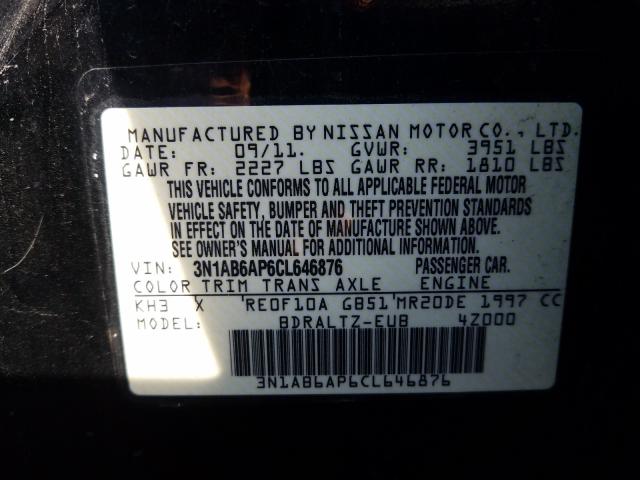 MANUFACTURED BY NISSAN MOTOR CO., LTD.
DATE: 09/11. GVWR: 3951 LBS
GAWR FR: 2227 LBS GAWR RR: 1810 LBS
THIS VEHICLE CONFORMS TO ALL APPLICABLE FEDERAL MOTOR
VEHICLE SAFETY, BUMPER AND THEFT PREVENTION STANDARDS
IN EFFECT ON THE DATE OF MANUFACTURE SHOWN ABOVE.
SEE OWNER'S MANUAL FOR ADDITIONAL INFORMATION.
VIN: 3N1AB6AP6CL646876 PASSENGER CAR.
COLOR TRIM TRANS AXLE ENGINE
KH3 X 'RE0F10A GB51'MR20DE 1997 CC
MODEL: BDRALTZ-EUB 4Z000
3N1AB6AP6CL646876